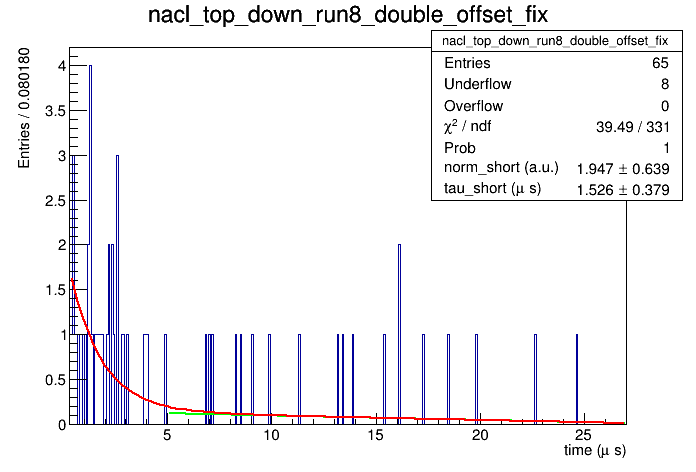 nacl_top_down_run8_double_offset_fix
nacl_top_down_run8_double_offset_fix
Entries 65
Underflow 8
Overflow 0
χ² / ndf 39.49 / 331
Prob 1
norm_short (a.u.) 1.947 ± 0.639
tau_short (μ s) 1.526 ± 0.379
Entries / 0.080180
4
3.5
3
2.5
2
1.5
1
0.5
0
5 10 15 20 25
time (μ s)